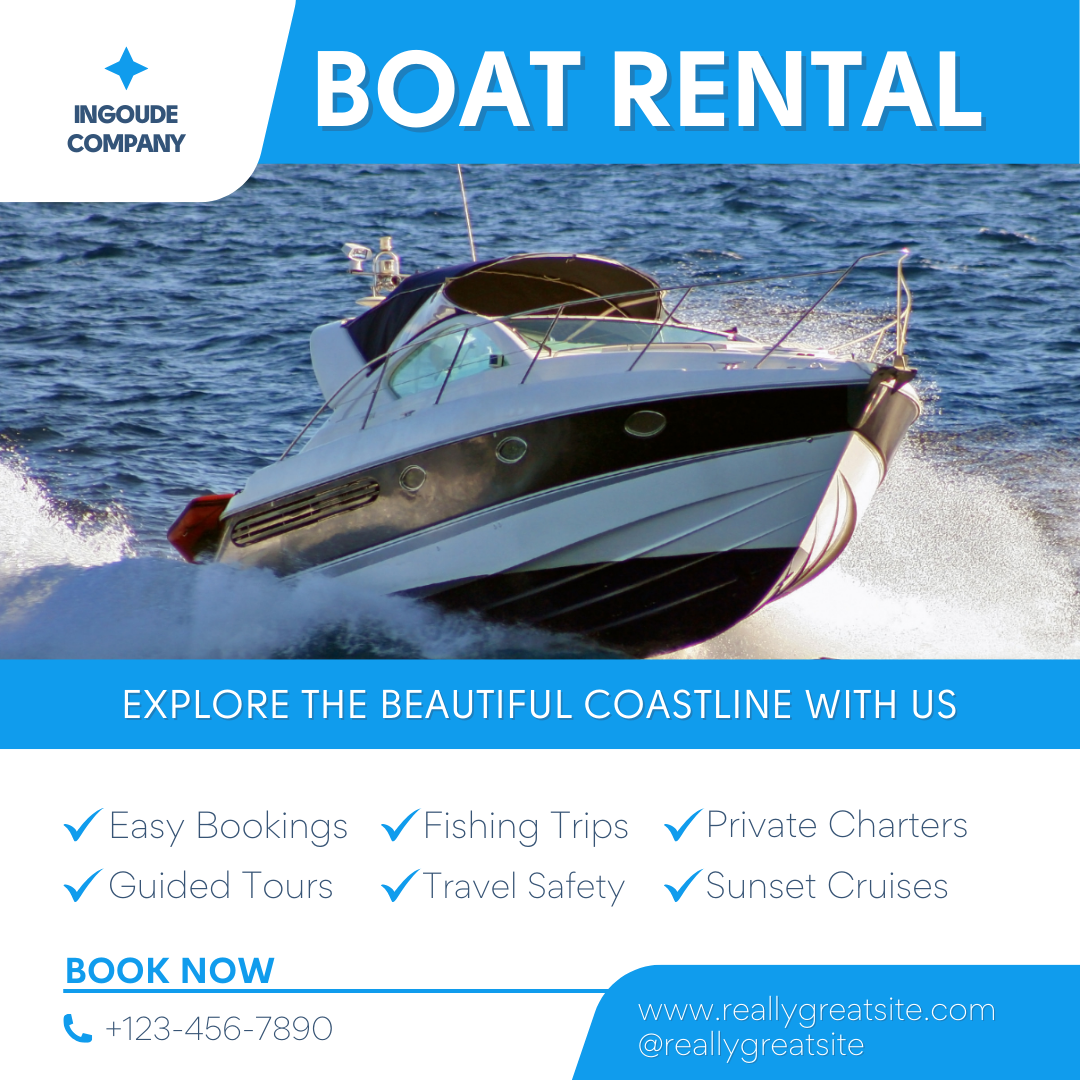 INGOUDE
COMPANY
BOAT RENTAL
EXPLORE THE BEAUTIFUL COASTLINE WITH US
Easy Bookings
Fishing Trips
Private Charters
Guided Tours
Travel Safety
Sunset Cruises
BOOK NOW
+123-456-7890
www.reallygreatsite.com
@reallygreatsite